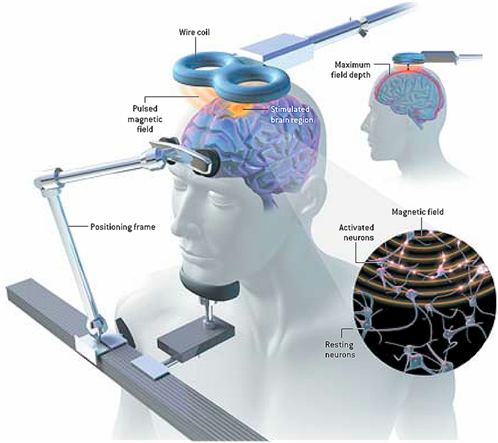 Wire coil
Maximum
field depth
Pulsed
magnetic
field
Stimulated
brain region
Positioning frame
Magnetic field
Activated
neurons
Resting
neurons